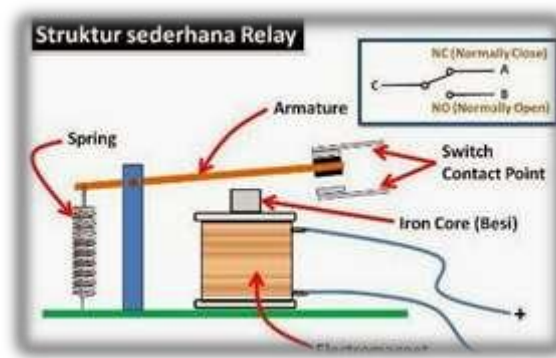 Struktur sederhana Relay
NC (Normally Close)
A
C
B
NO (Normally Open)
Armature
Spring
Switch
Contact Point
Iron Core (Besi)
+